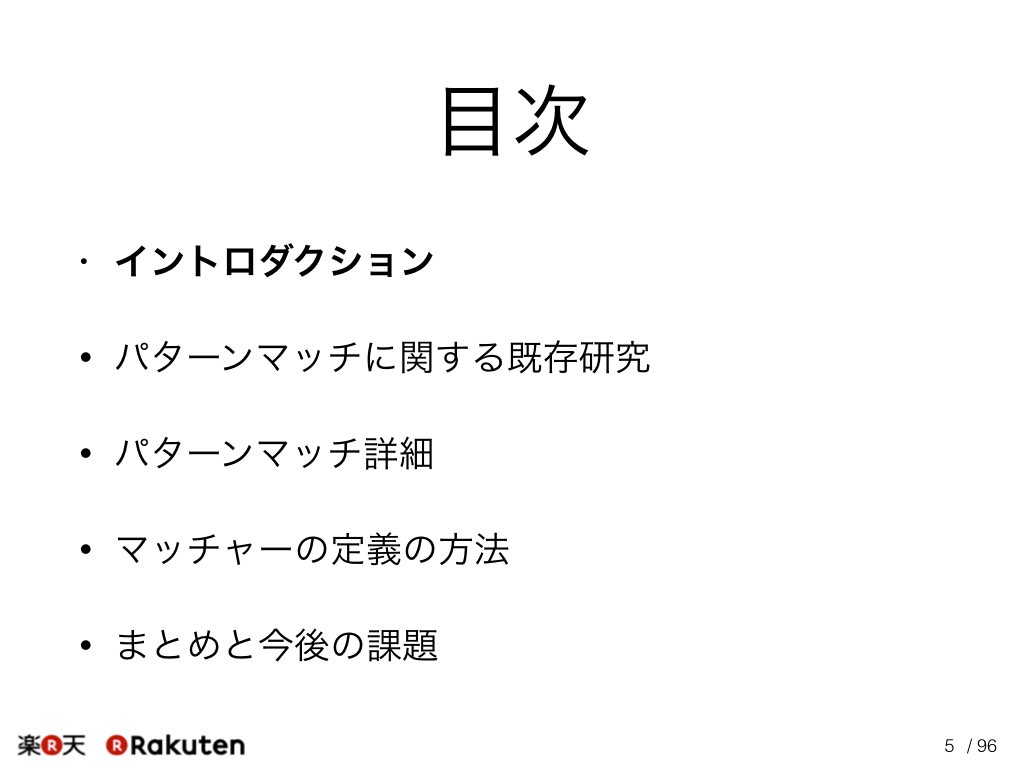 目次
・ イントロダクション
• パターンマッチに関する既存研究
• パターンマッチ詳細
• マッチャーの定義の方法
• まとめと今後の課題
楽R天 R Rakuten 5 / 96